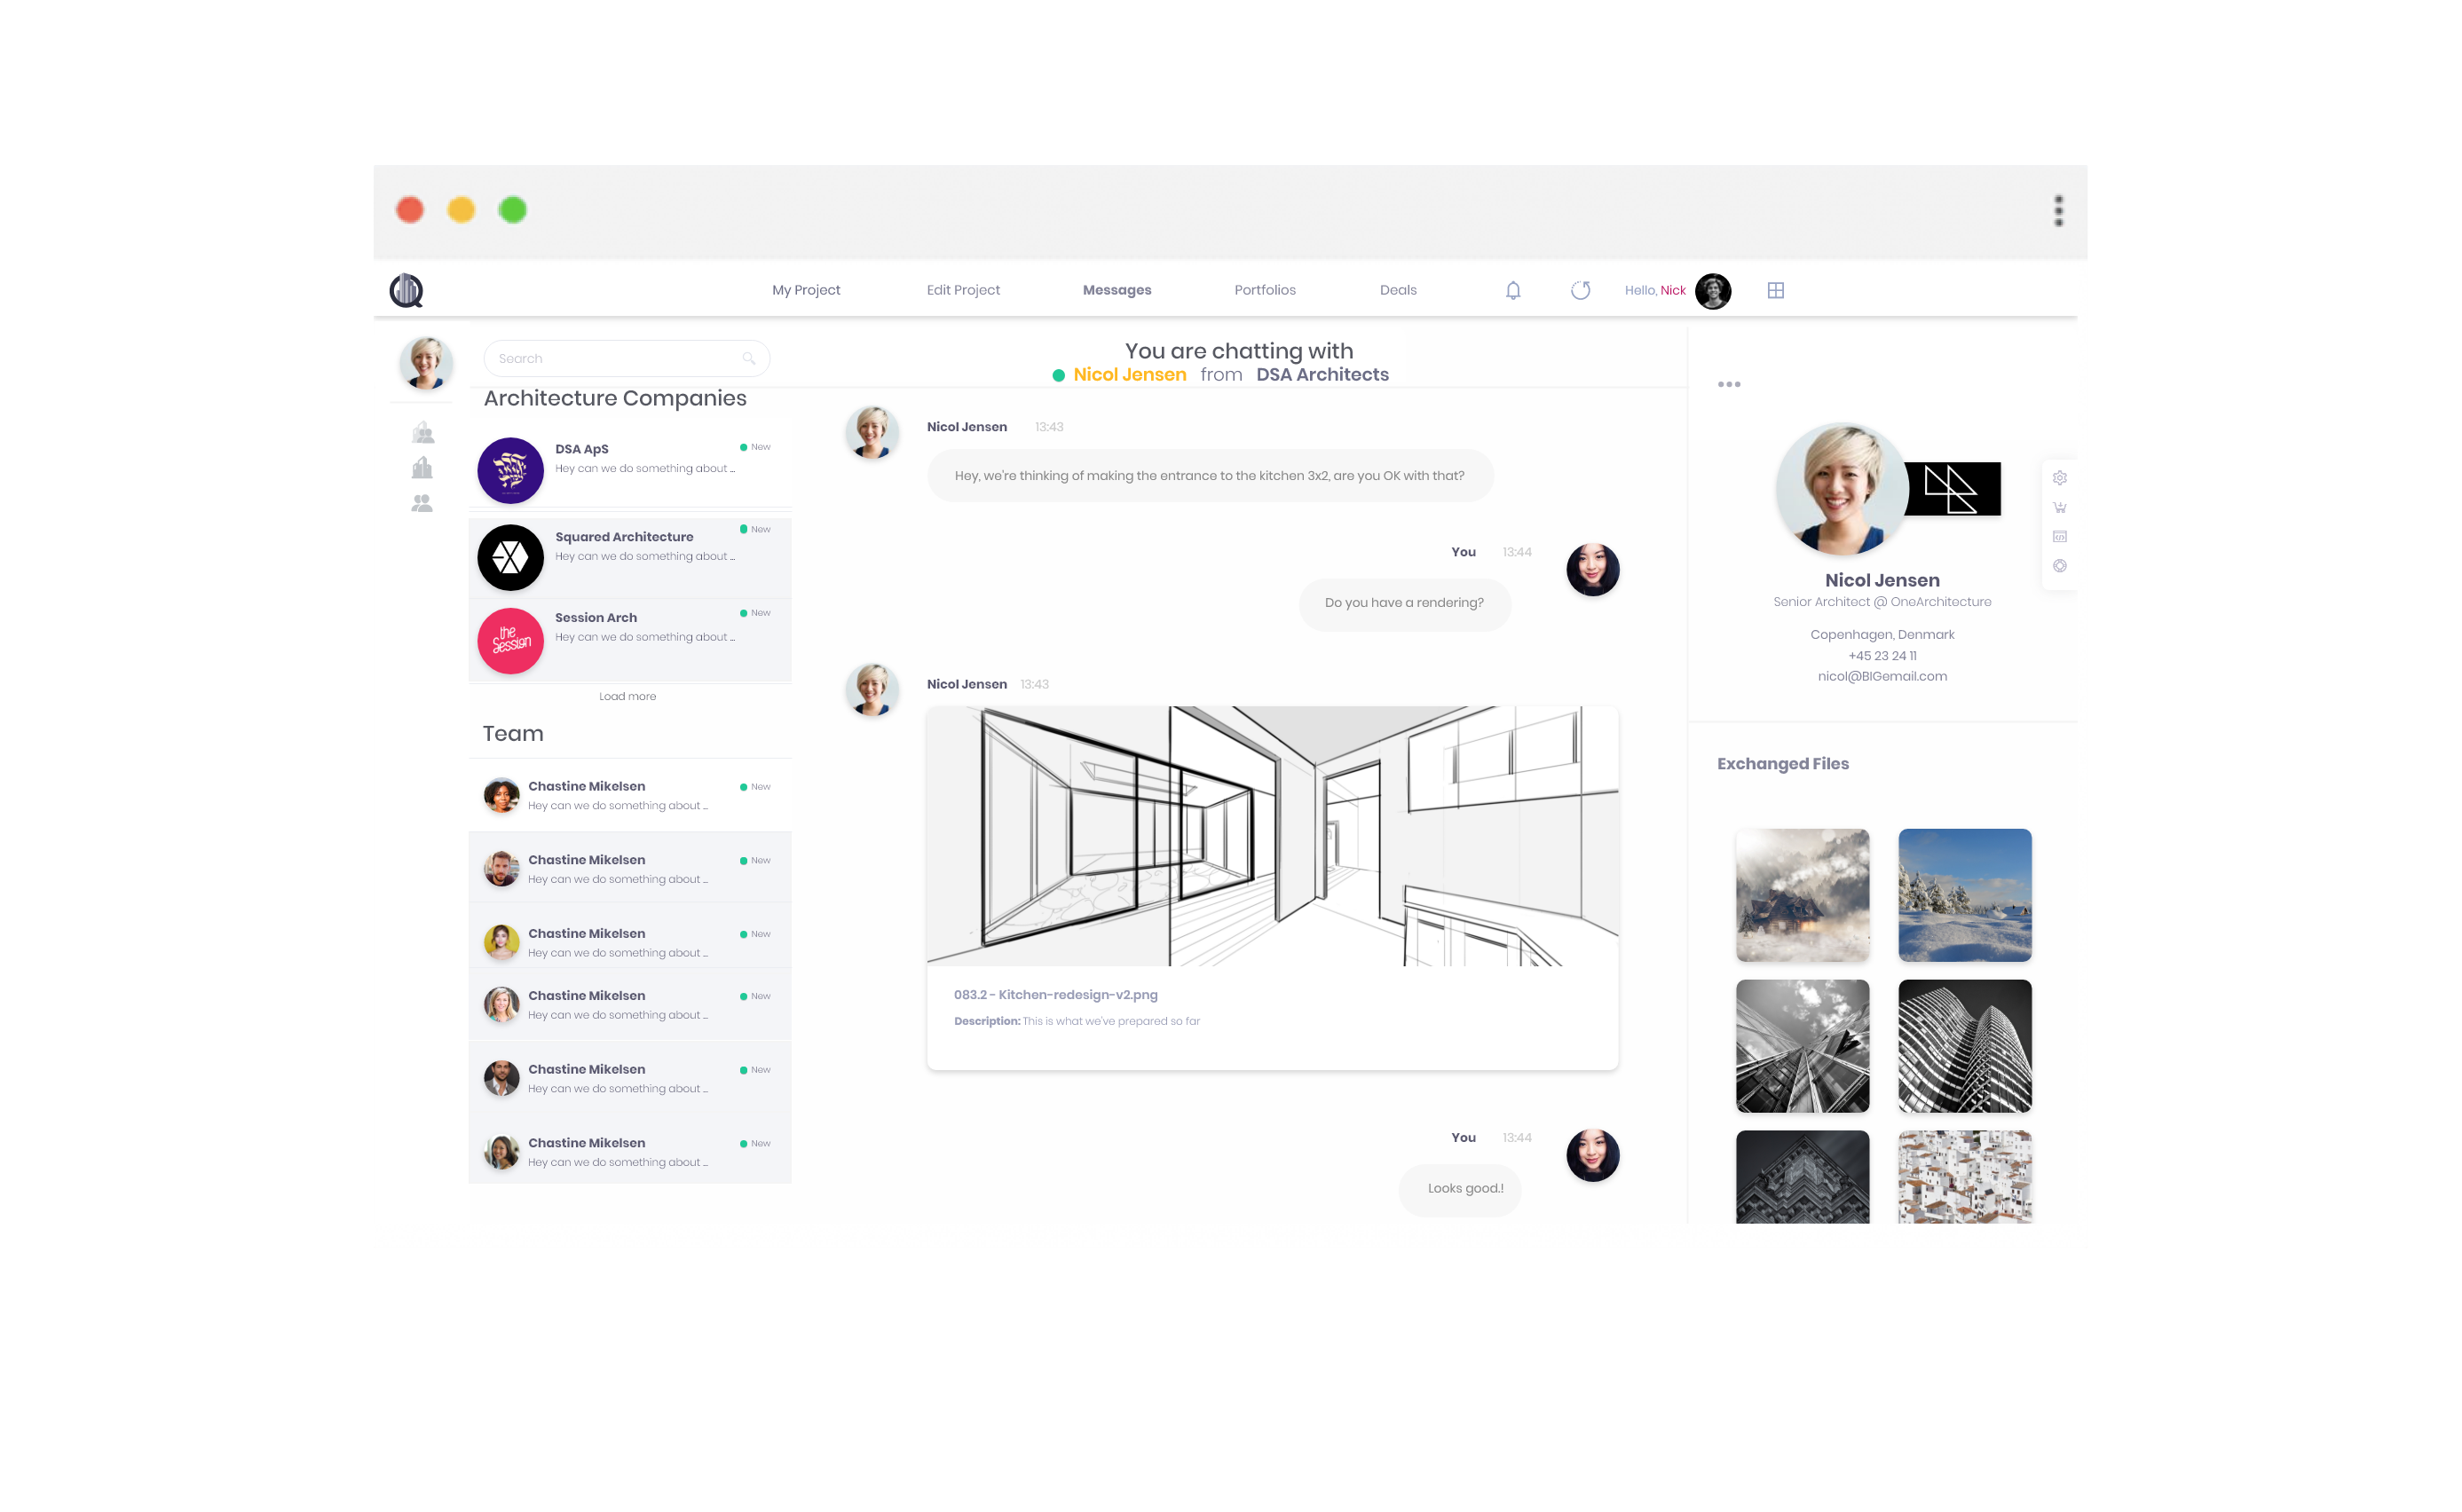 My Project
Edit Project
Messages
Portfolios
Deals
Hello, Nick
Search
Architecture Companies
DSA ApS
New
Hey can we do something about ...
Squared Architecture
New
Hey can we do something about ...
the
Session
Session Arch
New
Hey can we do something about ...
Load more
Team
Chastine Mikelsen
New
Hey can we do something about ...
Chastine Mikelsen
New
Hey can we do something about ...
Chastine Mikelsen
New
Hey can we do something about ...
Chastine Mikelsen
New
Hey can we do something about ...
Chastine Mikelsen
New
Hey can we do something about ...
Chastine Mikelsen
New
Hey can we do something about ...
You are chatting with
Nicol Jensen from DSA Architects
Nicol Jensen 13:43
Hey, we're thinking of making the entrance to the kitchen 3x2, are you OK with that?
You 13:44
Do you have a rendering?
Nicol Jensen 13:43
083.2 - Kitchen-redesign-v2.png
Description: This is what we've prepared so far
You 13:44
Looks good.!
Nicol Jensen
Senior Architect @ OneArchitecture
Copenhagen, Denmark
+45 23 24 11
nicol@BIGemail.com
Exchanged Files